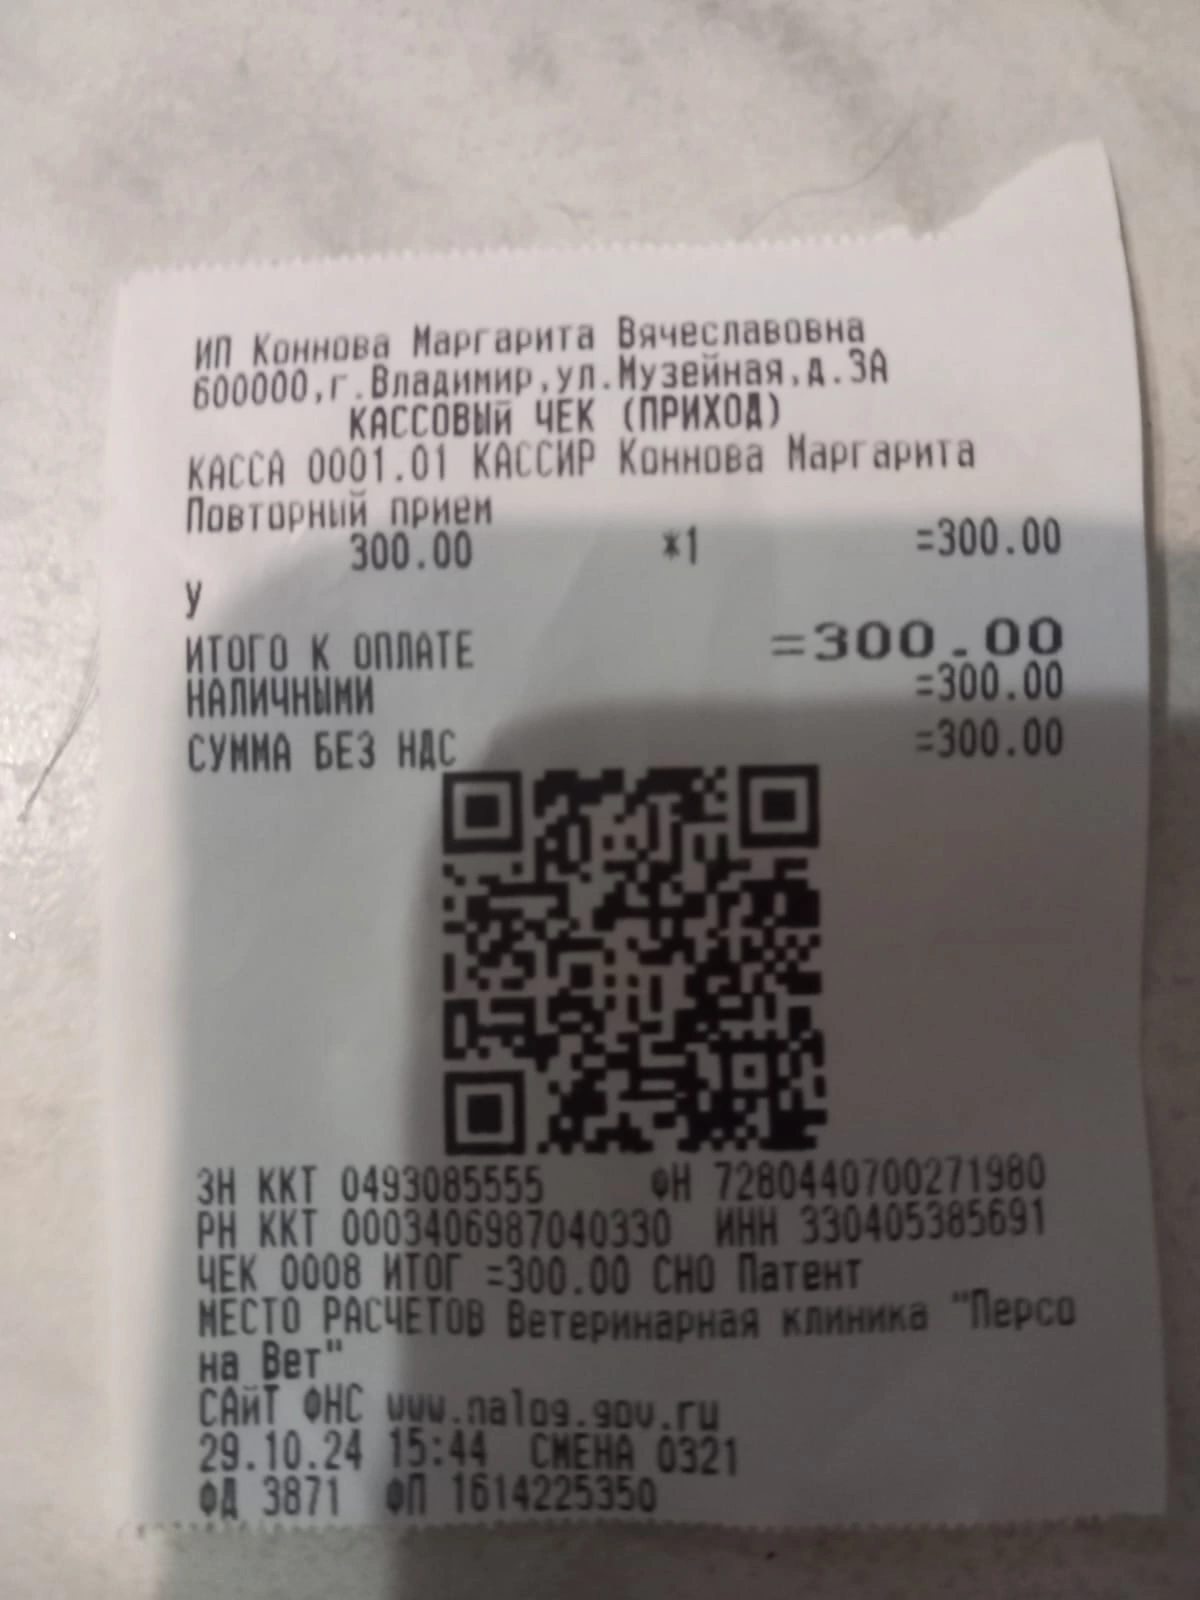 ИП Коннова Маргарита Вячеславовна
600000,г.Владимир,ул.Музейная,д.3А
КАССОВЫЙ ЧЕК (ПРИХОД)
КАССА 0001.01 КАССИР Коннова Маргарита
Повторный прием
300.00 *1 =300.00
У
ИТОГО К ОПЛАТЕ =300.00
НАЛИЧНЫМИ =300.00
СУММА БЕЗ НДС =300.00
ЗН ККТ 0493085555 ФН 7280440700271980
РН ККТ 0003406987040330 ИНН 330405385691
ЧЕК 0008 ИТОГ =300.00 СНО Патент
МЕСТО РАСЧЕТОВ Ветеринарная клиника "Персо
на Вет"
САЙТ ФНС www.nalog.gov.ru
29.10.24 15:44 СМЕНА 0321
ФД 3871 ФП 1614225350